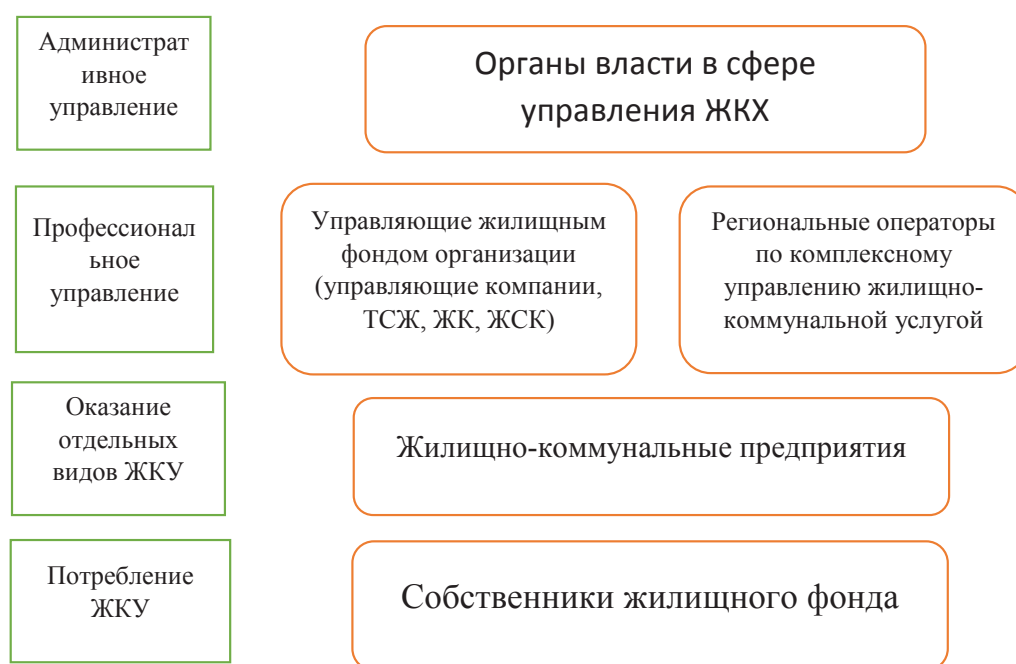 Администрат
ивное
управление
Органы власти в сфере
управления ЖКХ
Профессионал
ьное
управление
Управляющие жилищным
фондом организации
(управляющие компании,
ТСЖ, ЖК, ЖСК)
Региональные операторы
по комплексному
управлению жилищно-
коммунальной услугой
Оказание
отдельных
видов ЖКУ
Жилищно-коммунальные предприятия
Потребление
ЖКУ
Собственники жилищного фонда